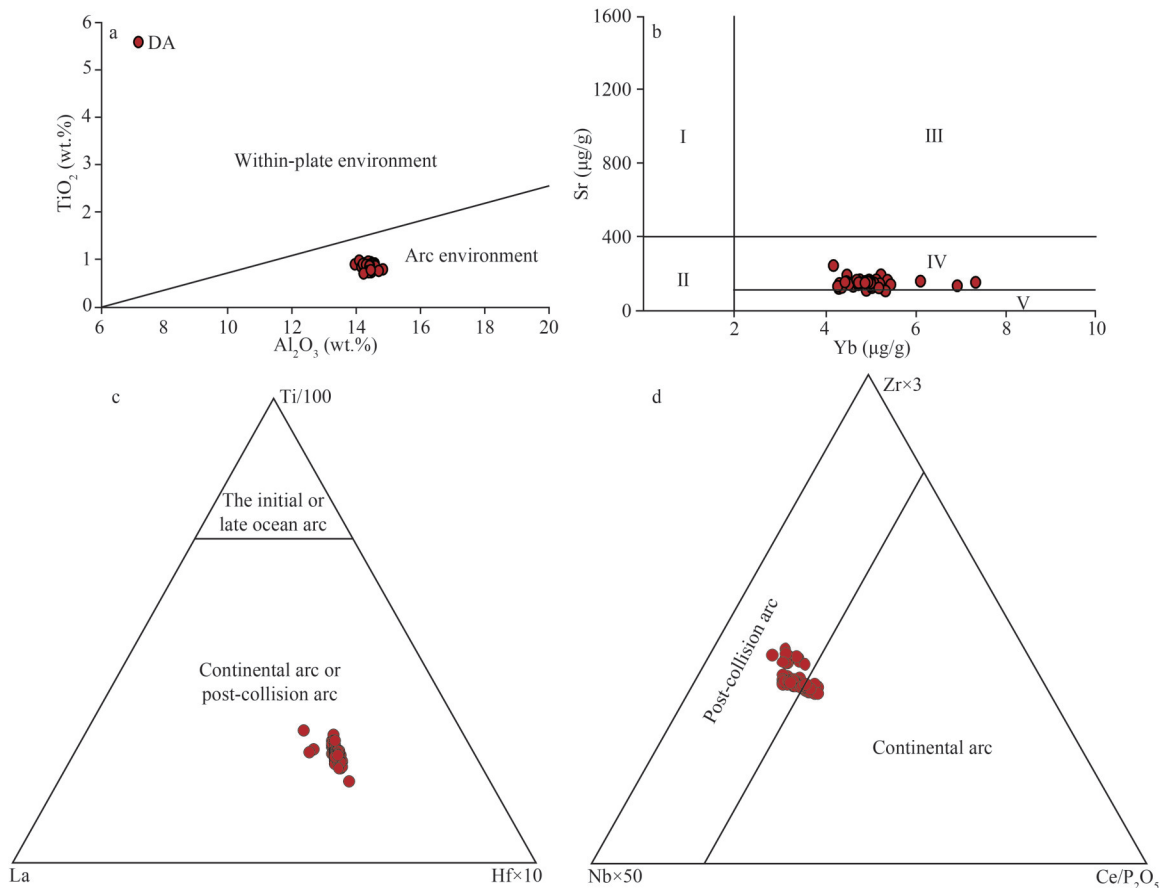 a
6
5
4
3
2
1
0
TiO₂ (wt.%)
DA
Within-plate environment
Arc environment
6
10
12
14
16
18
20
Al₂O₃ (wt.%)
b
1600
1200
800
400
0
Sr (μg/g)
I
III
II
IV
V
2
4
6
8
10
Yb (μg/g)
c
Ti/100
The initial or
late ocean arc
Continental arc or
post-collision arc
La
Hf×10
d
Zr×3
Post-collision arc
Continental arc
Nb×50
Ce/P₂O₅